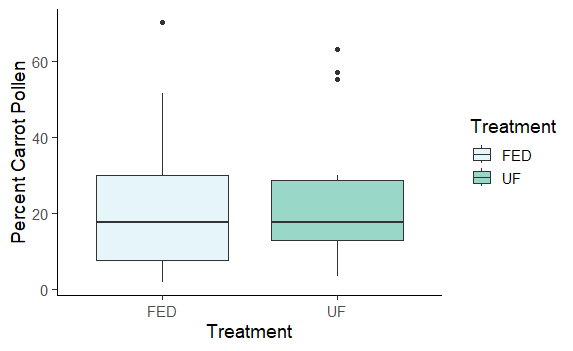 Percent Carrot Pollen
60
40
20
0
FED
UF
Treatment
Treatment
FED
UF